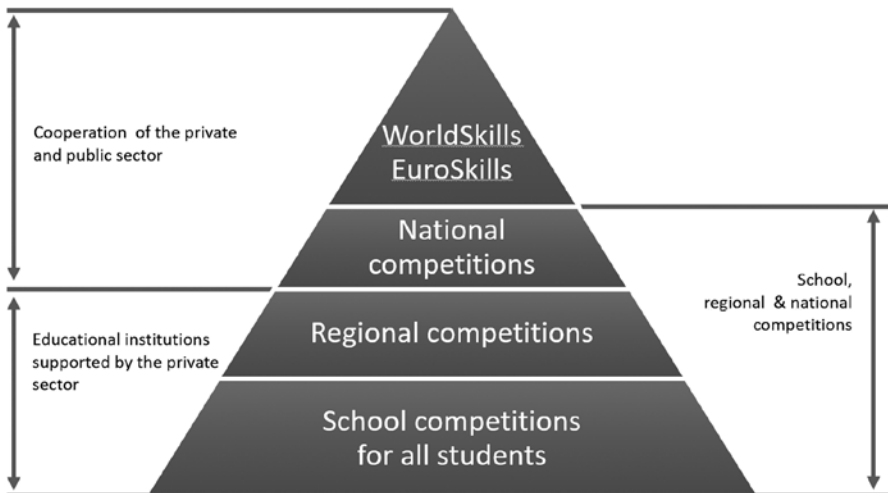 Cooperation of the private
and public sector
WorldSkills
EuroSkills
National
competitions
School,
regional & national
competitions
Educational institutions
supported by the private
sector
Regional competitions
School competitions
for all students